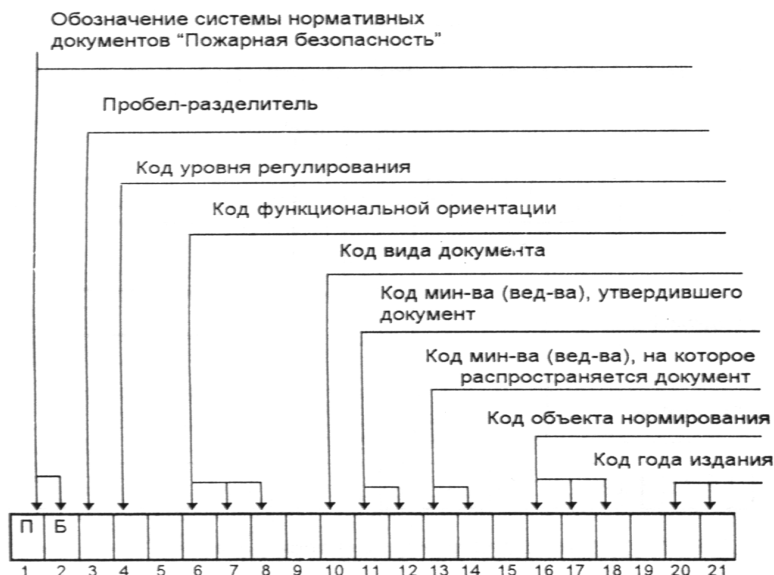 Обозначение системы нормативных
документов “Пожарная безопасность”
Пробел-разделитель
Код уровня регулирования
Код функциональной ориентации
Код вида документа
Код мин-ва (вед-ва), утвердившего
документ
Код мин-ва (вед-ва), на которое
распространяется документ
Код объекта нормирования
Код года издания
П Б
1 2 3 4 5 6 7 8 9 10 11 12 13 14 15 16 17 18 19 20 21